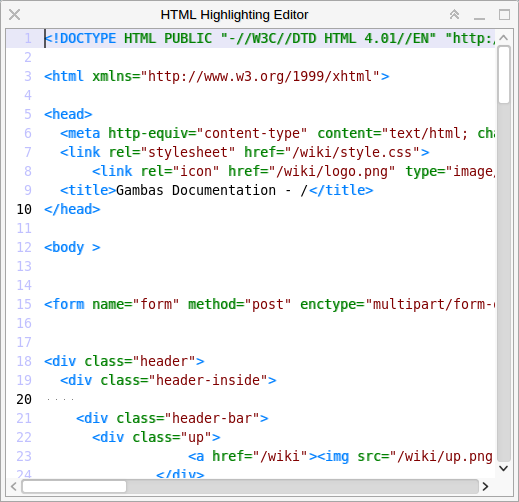 HTML Highlighting Editor
1 <!DOCTYPE HTML PUBLIC "-//W3C//DTD HTML 4.01//EN" "http:/
2
3 <html xmlns="http://www.w3.org/1999/xhtml">
4
5 <head>
6 <meta http-equiv="content-type" content="text/html; cha
7 <link rel="stylesheet" href="/wiki/style.css">
8 <link rel="icon" href="/wiki/logo.png" type="image/
9 <title>Gambas Documentation - /</title>
10 </head>
11
12 <body >
13
14
15 <form name="form" method="post" enctype="multipart/form-d
16
17
18 <div class="header">
19 <div class="header-inside">
20 ····
21 <div class="header-bar">
22 <div class="up">
23 <a href="/wiki"><img src="/wiki/up.png
24 </div>